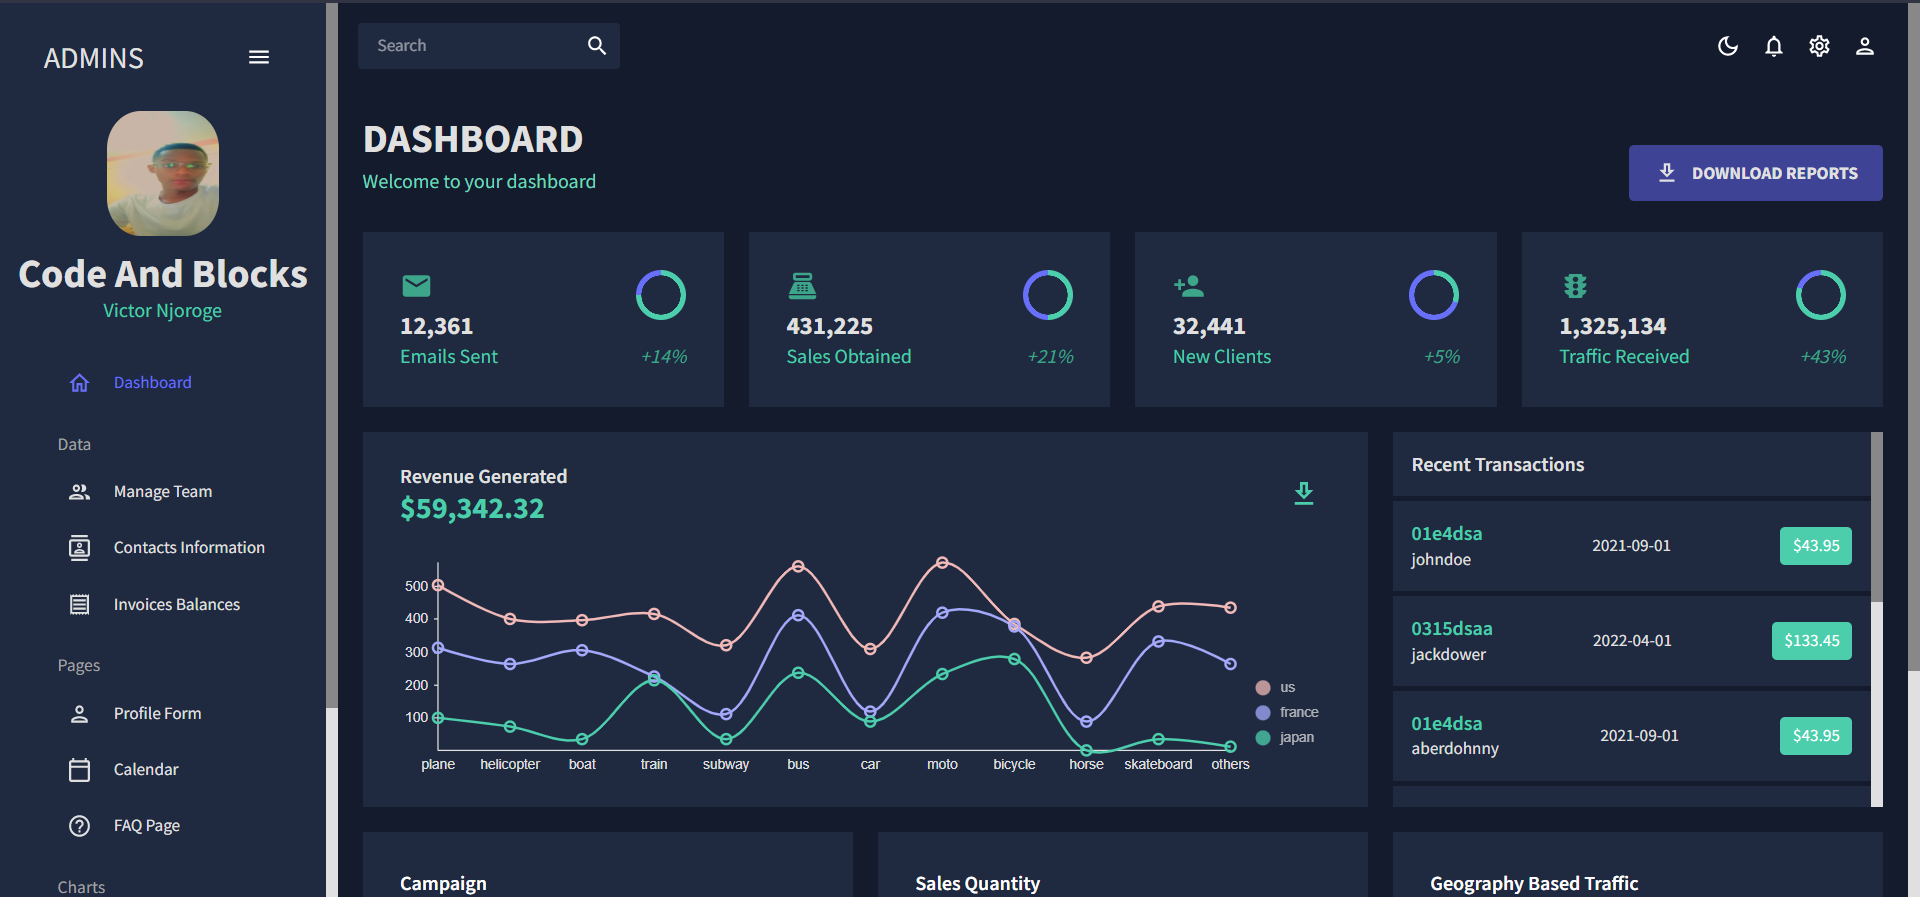 ADMINS
Code And Blocks
Victor Njoroge
Dashboard
Data
Manage Team
Contacts Information
Invoices Balances
Pages
Profile Form
Calendar
FAQ Page
Charts
Search
DASHBOARD
Welcome to your dashboard
DOWNLOAD REPORTS
12,361
Emails Sent
+14%
431,225
Sales Obtained
+21%
32,441
New Clients
+5%
1,325,134
Traffic Received
+43%
Revenue Generated
$59,342.32
500
400
300
200
100
plane helicopter boat train subway bus car moto bicycle horse skateboard others
us
france
japan
Recent Transactions
01e4dsa
johndoe
2021-09-01
$43.95
0315dsaa
jackdower
2022-04-01
$133.45
01e4dsa
aberdohnny
2021-09-01
$43.95
Campaign
Sales Quantity
Geography Based Traffic